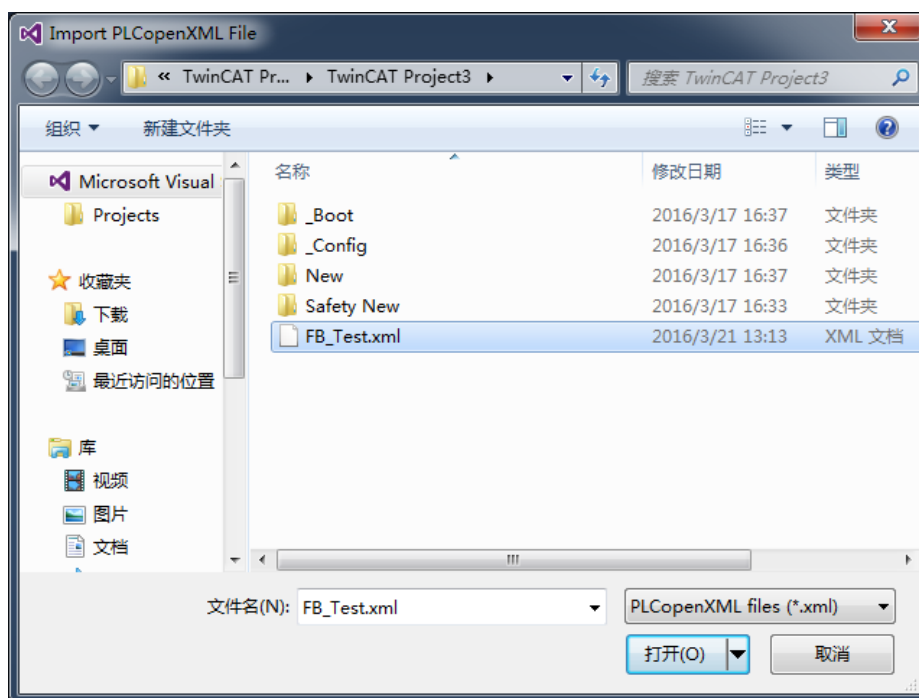 Import PLCopenXML File
« TwinCAT Pr... TwinCAT Project3 搜索 TwinCAT Project3
组织 新建文件夹
Microsoft Visual
Projects
收藏夹
下载
桌面
最近访问的位置
库
视频
图片
文档
名称 修改日期 类型
_Boot 2016/3/17 16:37 文件夹
_Config 2016/3/17 16:36 文件夹
New 2016/3/17 16:37 文件夹
Safety New 2016/3/17 16:33 文件夹
FB_Test.xml 2016/3/21 13:13 XML 文档
文件名(N): FB_Test.xml PLCopenXML files (*.xml)
打开(O) 取消